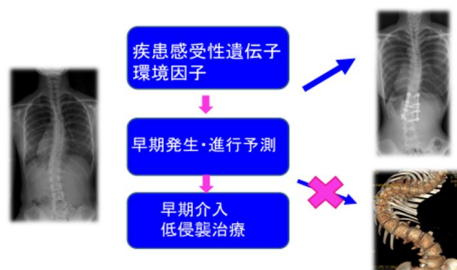 疾患感受性遺伝子
環境因子
早期発生・進行予測
早期介入
低侵襲治療